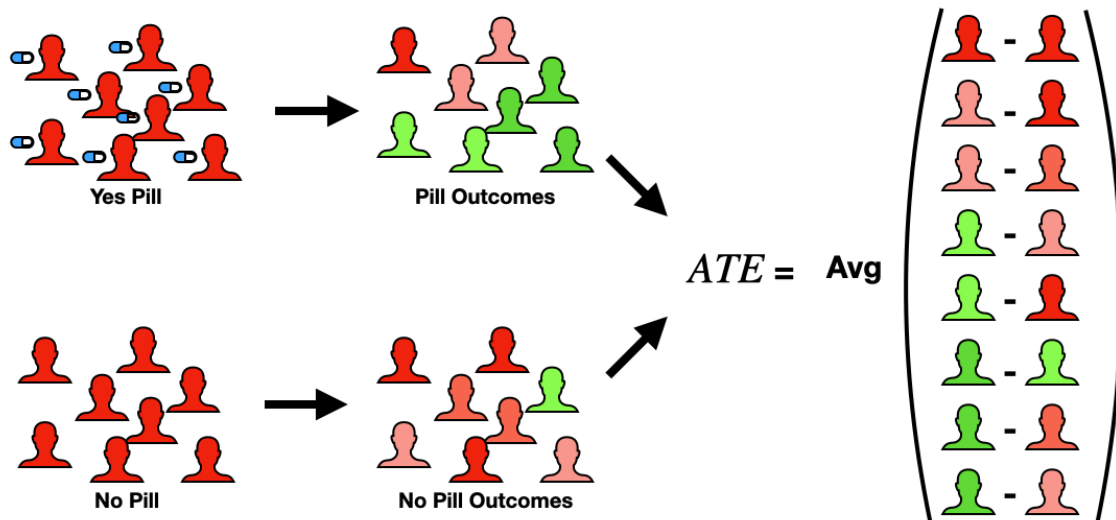 Yes Pill
Pill Outcomes
ATE = Avg
-
-
-
-
-
-
-
-
No Pill
No Pill Outcomes